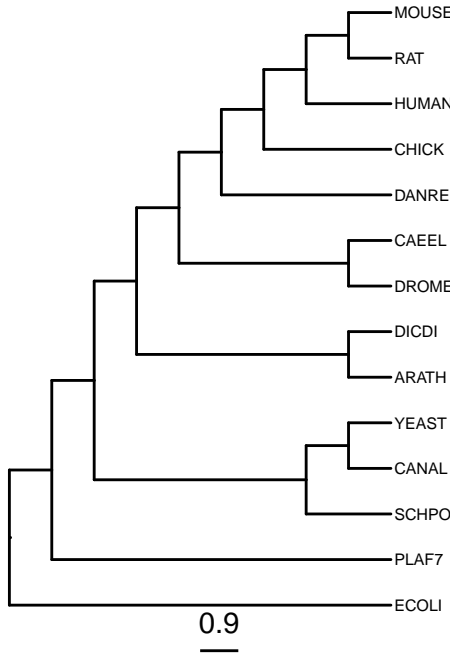 MOUSE
RAT
HUMAN
CHICK
DANRE
CAEEL
DROME
DICDI
ARATH
YEAST
CANAL
SCHPO
PLAF7
ECOLI
0.9